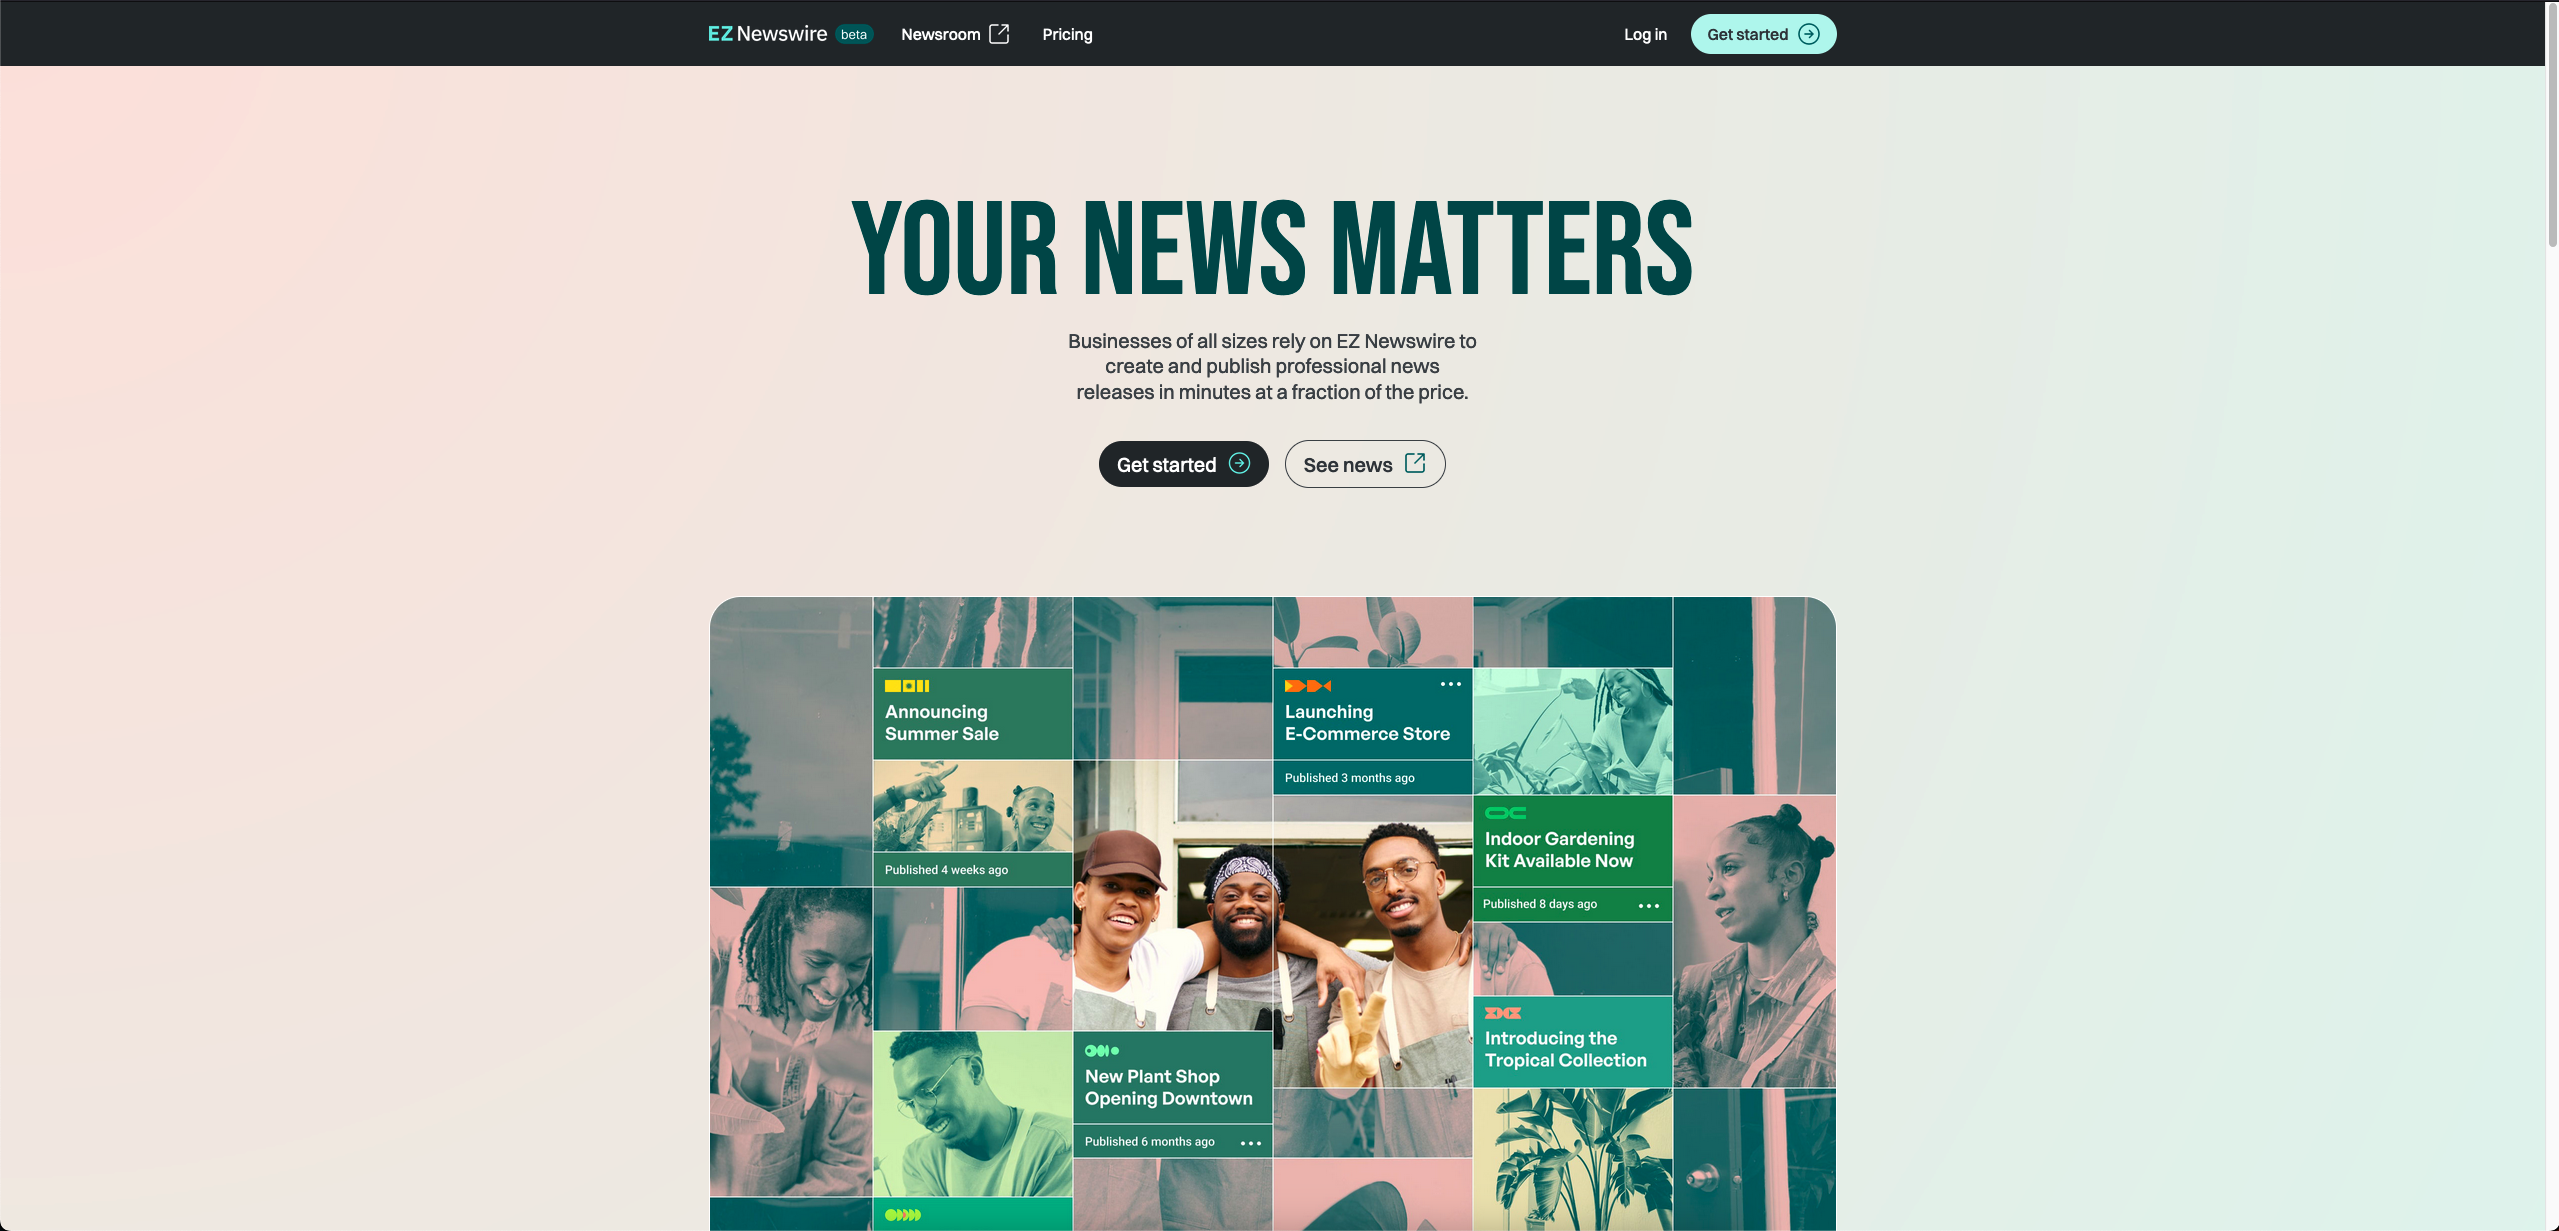 EZ Newswire beta
Newsroom
Pricing
Log in
Get started
YOUR NEWS MATTERS
Businesses of all sizes rely on EZ Newswire to
create and publish professional news
releases in minutes at a fraction of the price.
Get started
See news
Announcing
Summer Sale
Published 4 weeks ago
Launching
E-Commerce Store
Published 3 months ago
Indoor Gardening
Kit Available Now
Published 8 days ago
Introducing the
Tropical Collection
New Plant Shop
Opening Downtown
Published 6 months ago